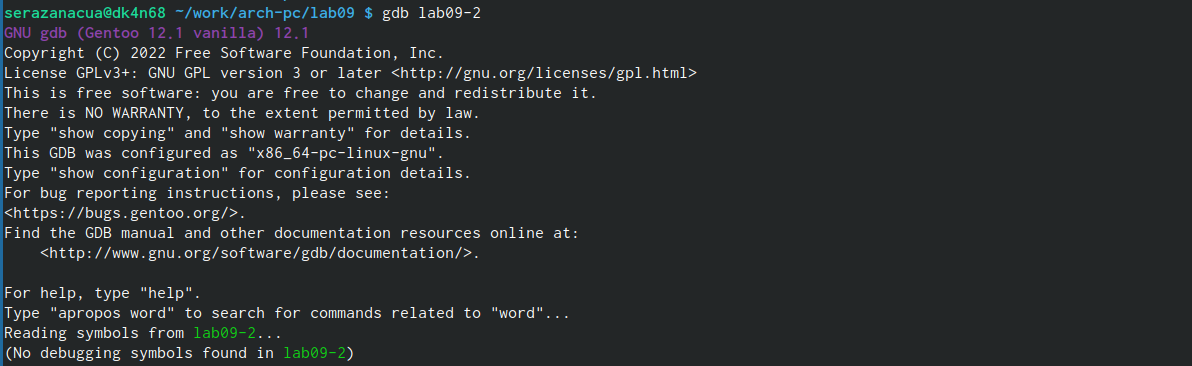 serazanacua@dk4n68 ~/work/arch-pc/lab09 $ gdb lab09-2
GNU gdb (Gentoo 12.1 vanilla) 12.1
Copyright (C) 2022 Free Software Foundation, Inc.
License GPLv3+: GNU GPL version 3 or later <http://gnu.org/licenses/gpl.html>
This is free software: you are free to change and redistribute it.
There is NO WARRANTY, to the extent permitted by law.
Type "show copying" and "show warranty" for details.
This GDB was configured as "x86_64-pc-linux-gnu".
Type "show configuration" for configuration details.
For bug reporting instructions, please see:
<https://bugs.gentoo.org/>.
Find the GDB manual and other documentation resources online at:
    <http://www.gnu.org/software/gdb/documentation/>.

For help, type "help".
Type "apropos word" to search for commands related to "word"...
Reading symbols from lab09-2...
(No debugging symbols found in lab09-2)